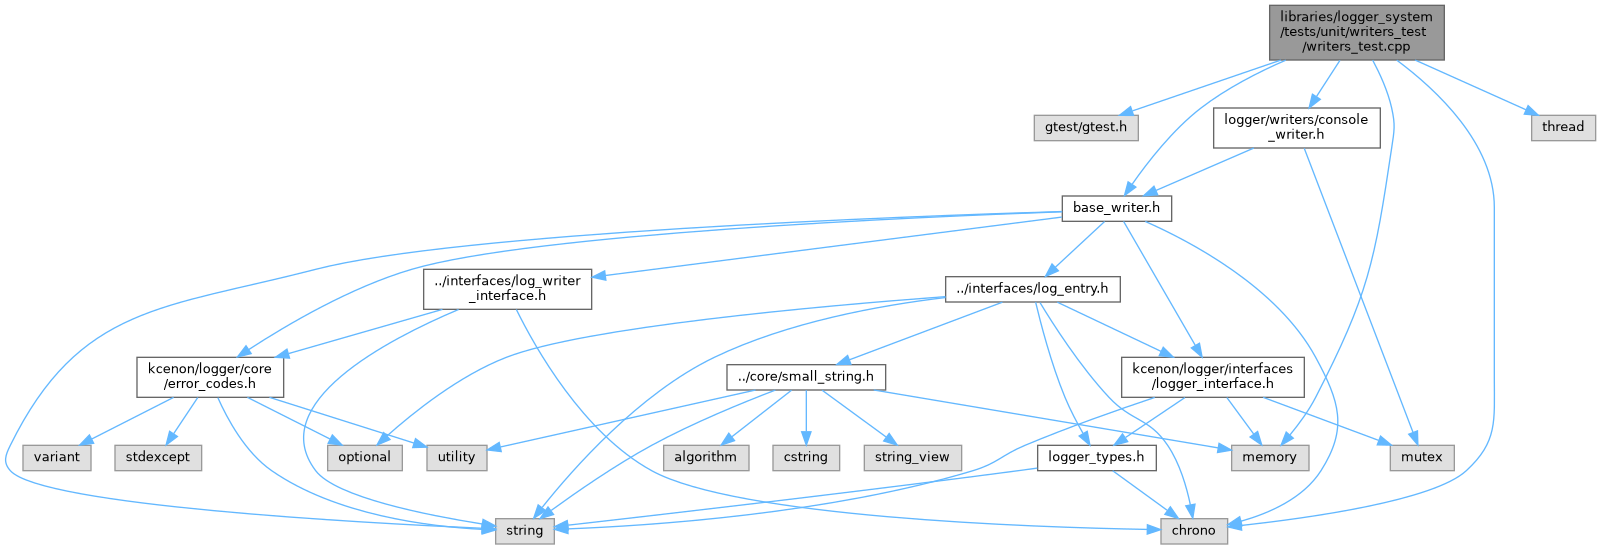 libraries/logger_system
/tests/unit/writers_test
/writers_test.cpp
gtest/gtest.h
logger/writers/console
_writer.h
thread
base_writer.h
../interfaces/log_writer
_interface.h
../interfaces/log_entry.h
kcenon/logger/core
/error_codes.h
../core/small_string.h
kcenon/logger/interfaces
/logger_interface.h
variant
stdexcept
optional
utility
algorithm
cstring
string_view
logger_types.h
memory
mutex
string
chrono